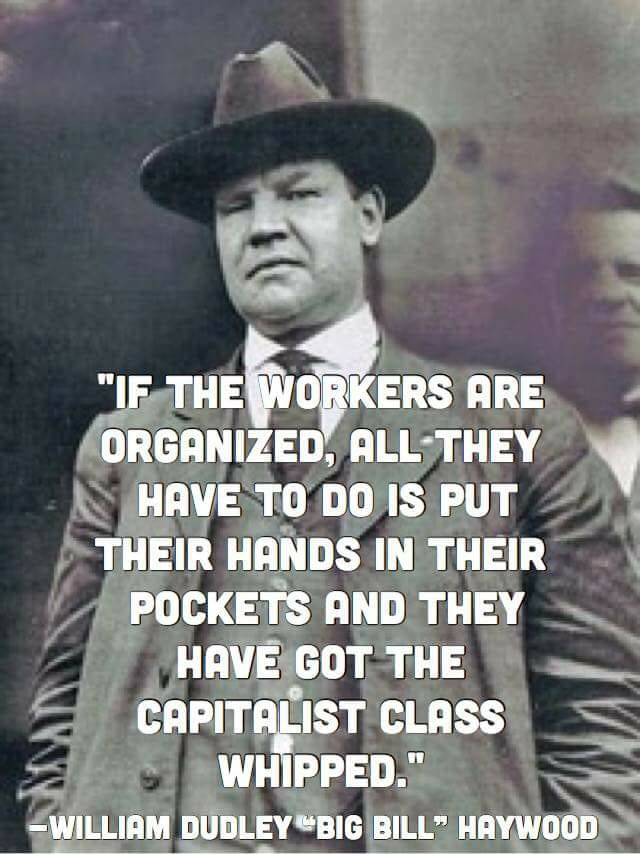 "IF THE WORKERS ARE
ORGANIZED, ALL THEY
HAVE TO DO IS PUT
THEIR HANDS IN THEIR
POCKETS AND THEY
HAVE GOT THE
CAPITALIST CLASS
WHIPPED."
–WILLIAM DUDLEY “BIG BILL” HAYWOOD